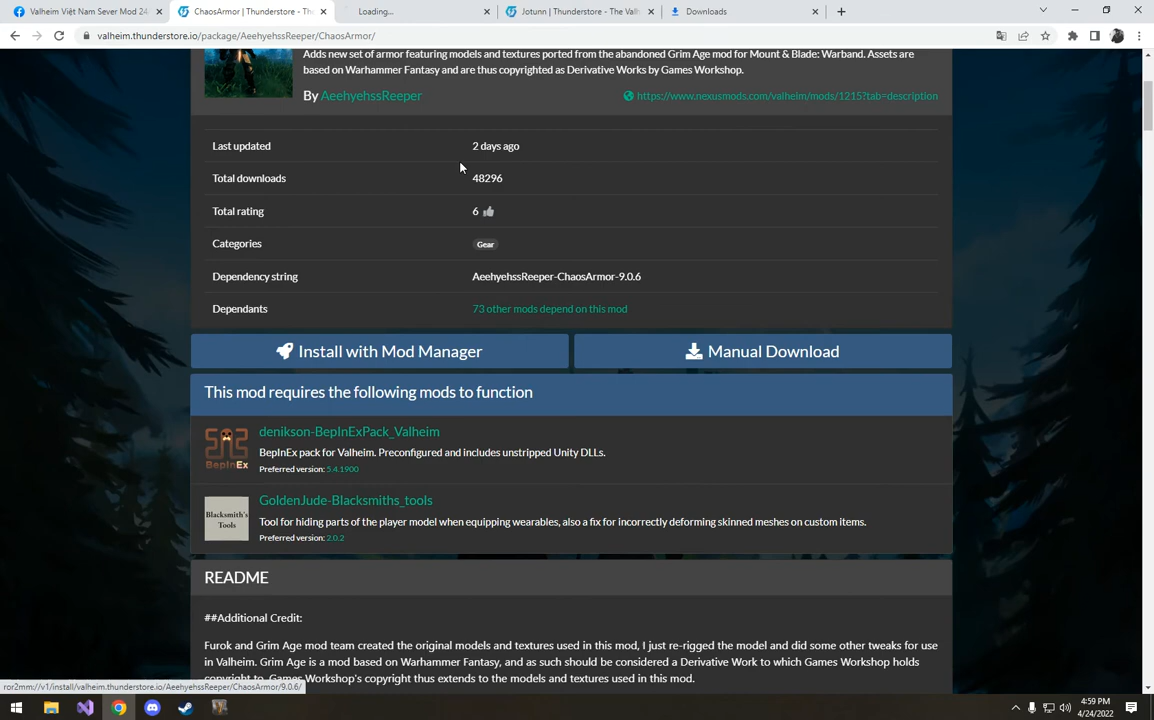 Valheim Việt Nam Sever Mod 24
ChaosArmor | Thunderstore - The
Loading...
Jotunn | Thunderstore - The Valh
Downloads
valheim.thunderstore.io/package/AeehyehssReeper/ChaosArmor/
Adds new set of armor featuring models and textures ported from the abandoned Grim Age mod for Mount & Blade: Warband. Assets are
based on Warhammer Fantasy and are thus copyrighted as Derivative Works by Games Workshop.
By AeehyehssReeper
https://www.nexusmods.com/valheim/mods/1215?tab=description
Last updated 2 days ago
Total downloads 48296
Total rating 6
Categories Gear
Dependency string AeehyehssReeper-ChaosArmor-9.0.6
Dependants 73 other mods depend on this mod
Install with Mod Manager
Manual Download
This mod requires the following mods to function
BepInEx
denikson-BepInExPack_Valheim
BepInEx pack for Valheim. Preconfigured and includes unstripped Unity DLLs.
Preferred version: 5.4.1900
Blacksmith's
Tools
GoldenJude-Blacksmiths_tools
Tool for hiding parts of the player model when equipping wearables, also a fix for incorrectly deforming skinned meshes on custom items.
Preferred version: 2.0.2
README
##Additional Credit:
Furok and Grim Age mod team created the original models and textures used in this mod, I just re-rigged the model and did some other tweaks for use
in Valheim. Grim Age is a mod based on Warhammer Fantasy, and as such should be considered a Derivative Work to which Games Workshop holds
copyright to. Games Workshop's copyright thus extends to the models and textures used in this mod.
ror2mm://v1/install/valheim.thunderstore.io/AeehyehssReeper/ChaosArmor/9.0.6/
4:59 PM
4/24/2022